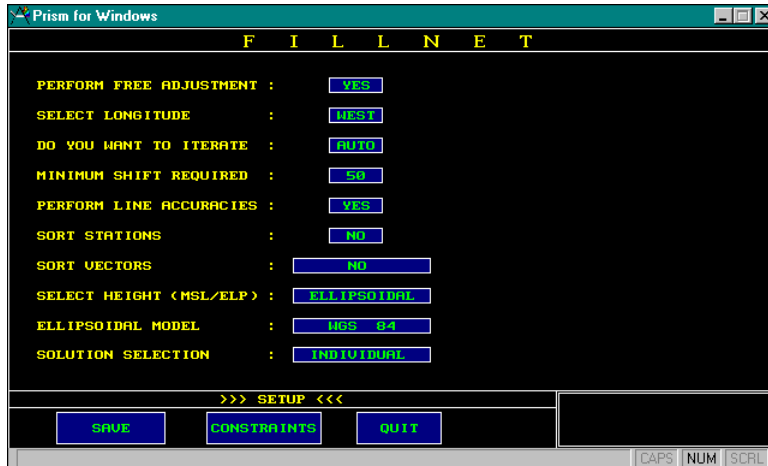 Prism for Windows
F I L L N E T
PERFORM FREE ADJUSTMENT : YES
SELECT LONGITUDE : WEST
DO YOU WANT TO ITERATE : AUTO
MINIMUM SHIFT REQUIRED : 50
PERFORM LINE ACCURACIES : YES
SORT STATIONS : NO
SORT VECTORS : NO
SELECT HEIGHT (MSL/ELP) : ELLIPSOIDAL
ELLIPSOIDAL MODEL : WGS 84
SOLUTION SELECTION : INDIVIDUAL
>>> SETUP <<<
SAVE CONSTRAINTS QUIT
CAPS NUM SCRL